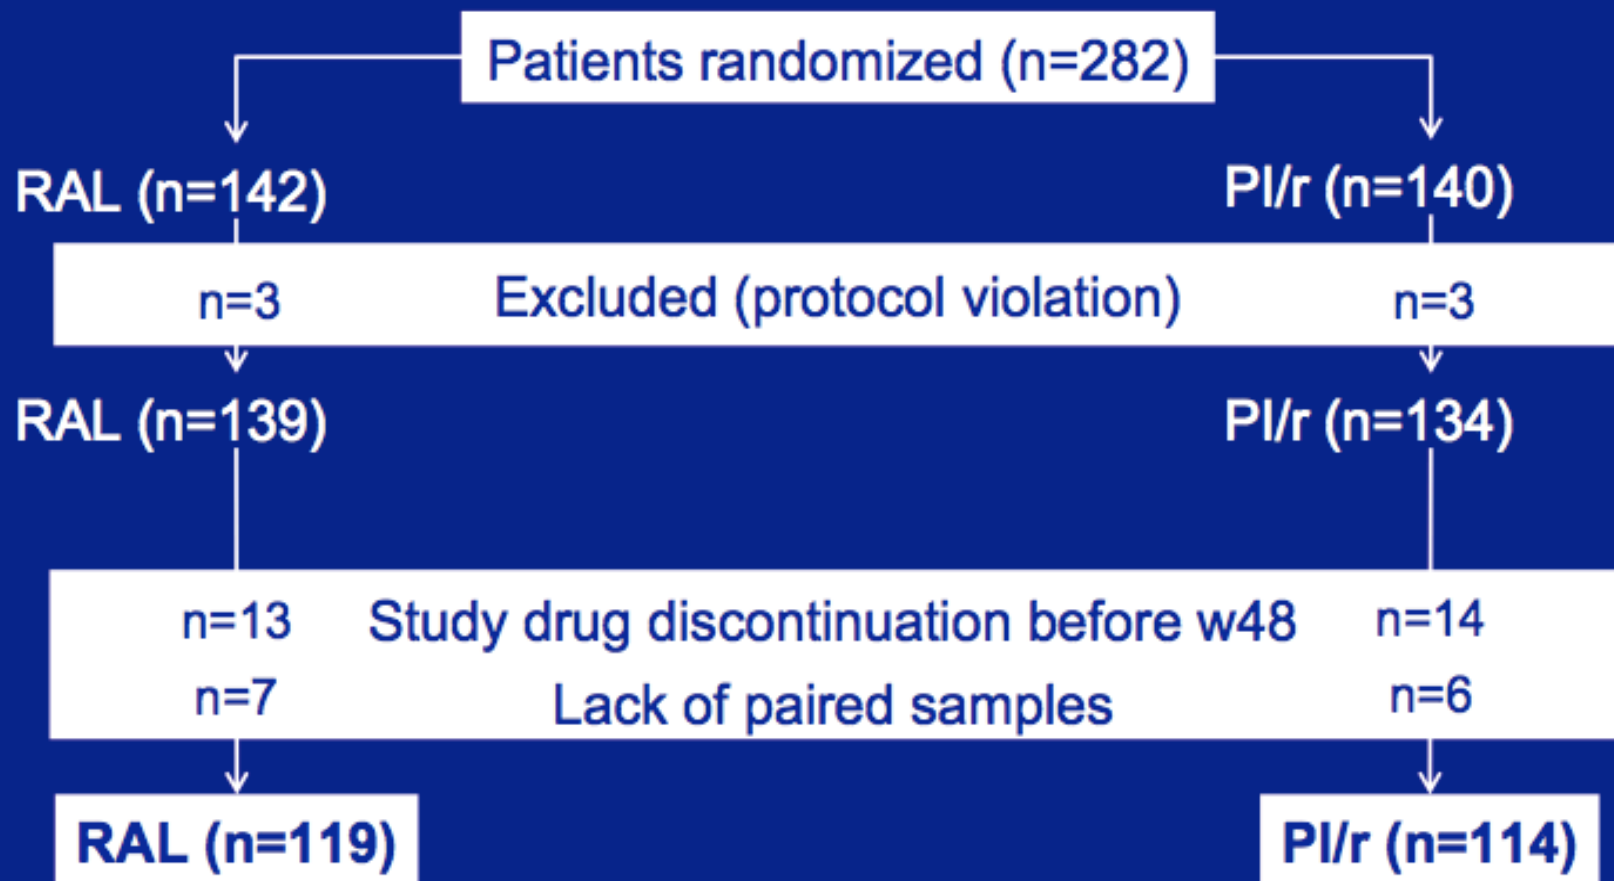 Patients randomized (n=282)
RAL (n=142)
PI/r (n=140)
n=3 Excluded (protocol violation) n=3
RAL (n=139)
PI/r (n=134)
n=13 Study drug discontinuation before w48 n=14
n=7 Lack of paired samples n=6
RAL (n=119)
PI/r (n=114)